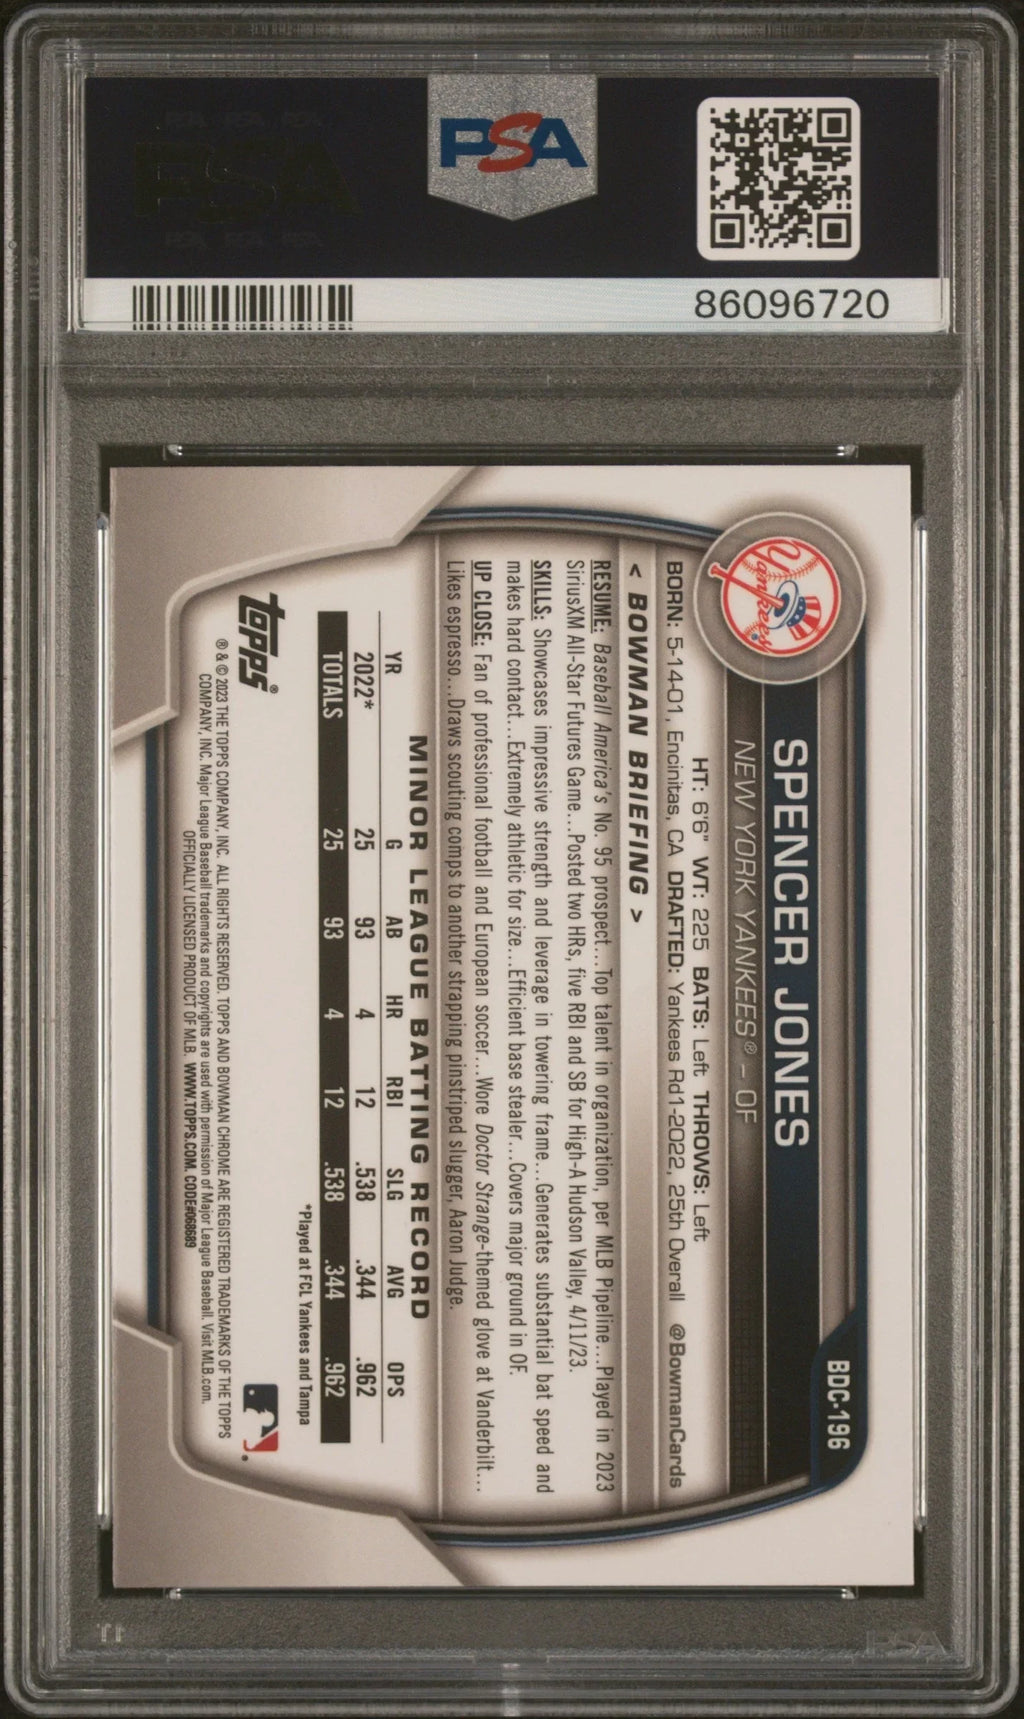 PSA
86096720
BDC-196
Yankees
SPENCER JONES
NEW YORK YANKEES® – OF
HT: 6'6" WT: 225 BATS: Left THROWS: Left
BORN: 5-14-01, Encinitas, CA DRAFTED: Yankees Rd1-2022, 25th Overall @BowmanCards
< BOWMAN BRIEFING >
RESUME: Baseball America's No. 95 prospect...Top talent in organization, per MLB Pipeline...Played in 2023
SiriusXM All-Star Futures Game...Posted two HRs, five RBI and SB for High-A Hudson Valley, 4/11/23.
SKILLS: Showcases impressive strength and leverage in towering frame...Generates substantial bat speed and
makes hard contact...Extremely athletic for size...Efficient base stealer...Covers major ground in OF.
UP CLOSE: Fan of professional football and European soccer...Wore Doctor Strange-themed glove at Vanderbilt...
Likes espresso...Draws scouting comps to another strapping pinstriped slugger, Aaron Judge.
MINOR LEAGUE BATTING RECORD
YR G AB HR RBI SLG AVG OPS
2022* 25 93 4 12 .538 .344 .962
TOTALS 25 93 4 12 .538 .344 .962
*Played at FCL Yankees and Tampa
topps®
® & © 2023 THE TOPPS COMPANY, INC. ALL RIGHTS RESERVED. TOPPS AND BOWMAN CHROME ARE REGISTERED TRADEMARKS OF THE TOPPS
COMPANY, INC. Major League Baseball trademarks and copyrights are used with permission of Major League Baseball. Visit MLB.com.
OFFICIALLY LICENSED PRODUCT OF MLB. WWW.TOPPS.COM. CODE#068689
PSA